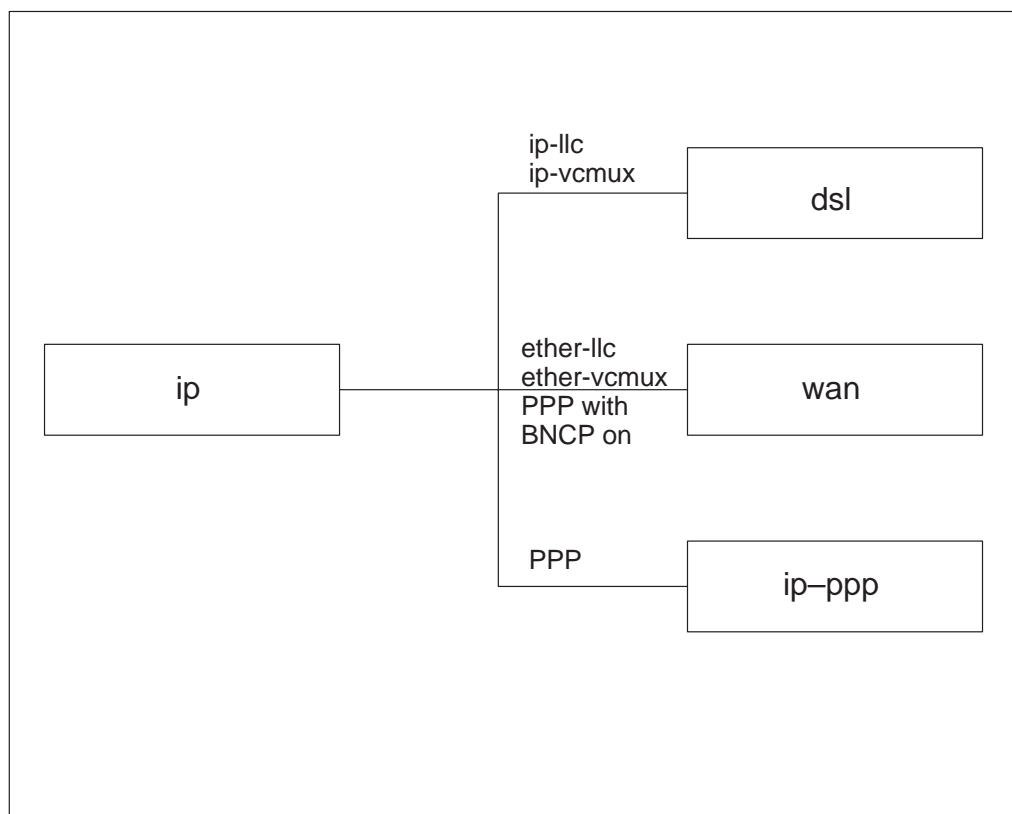 ip-llc
ip-vcmux
dsl
ip
ether-llc
ether-vcmux
PPP with
BNCP on
wan
PPP
ip–ppp